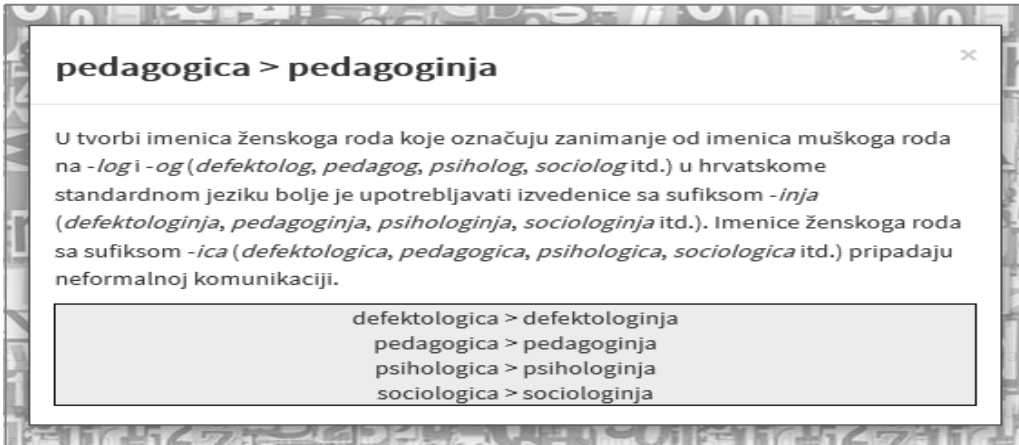 pedagogica > pedagoginja
×
U tvorbi imenica ženskoga roda koje označuju zanimanje od imenica muškoga roda
na -log i -og (defektolog, pedagog, psiholog, sociolog itd.) u hrvatskome
standardnom jeziku bolje je upotrebljavati izvedenice sa sufiksom -inja
(defektologinja, pedagoginja, psihologinja, sociologinja itd.). Imenice ženskoga roda
sa sufiksom -ica (defektologica, pedagogica, psihologica, sociologica itd.) pripadaju
neformalnoj komunikaciji.
defektologica > defektologinja
pedagogica > pedagoginja
psihologica > psihologinja
sociologica > sociologinja